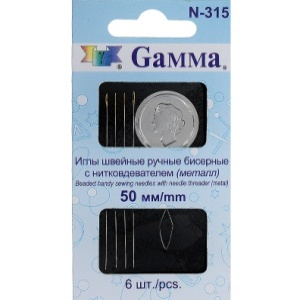 N-315
Gamma®
Иглы швейные ручные бисерные
с нитковдевателем (металл)
Beaded handy sewing needles with needle threader (metal)
50 мм/mm
6 шт./pcs.